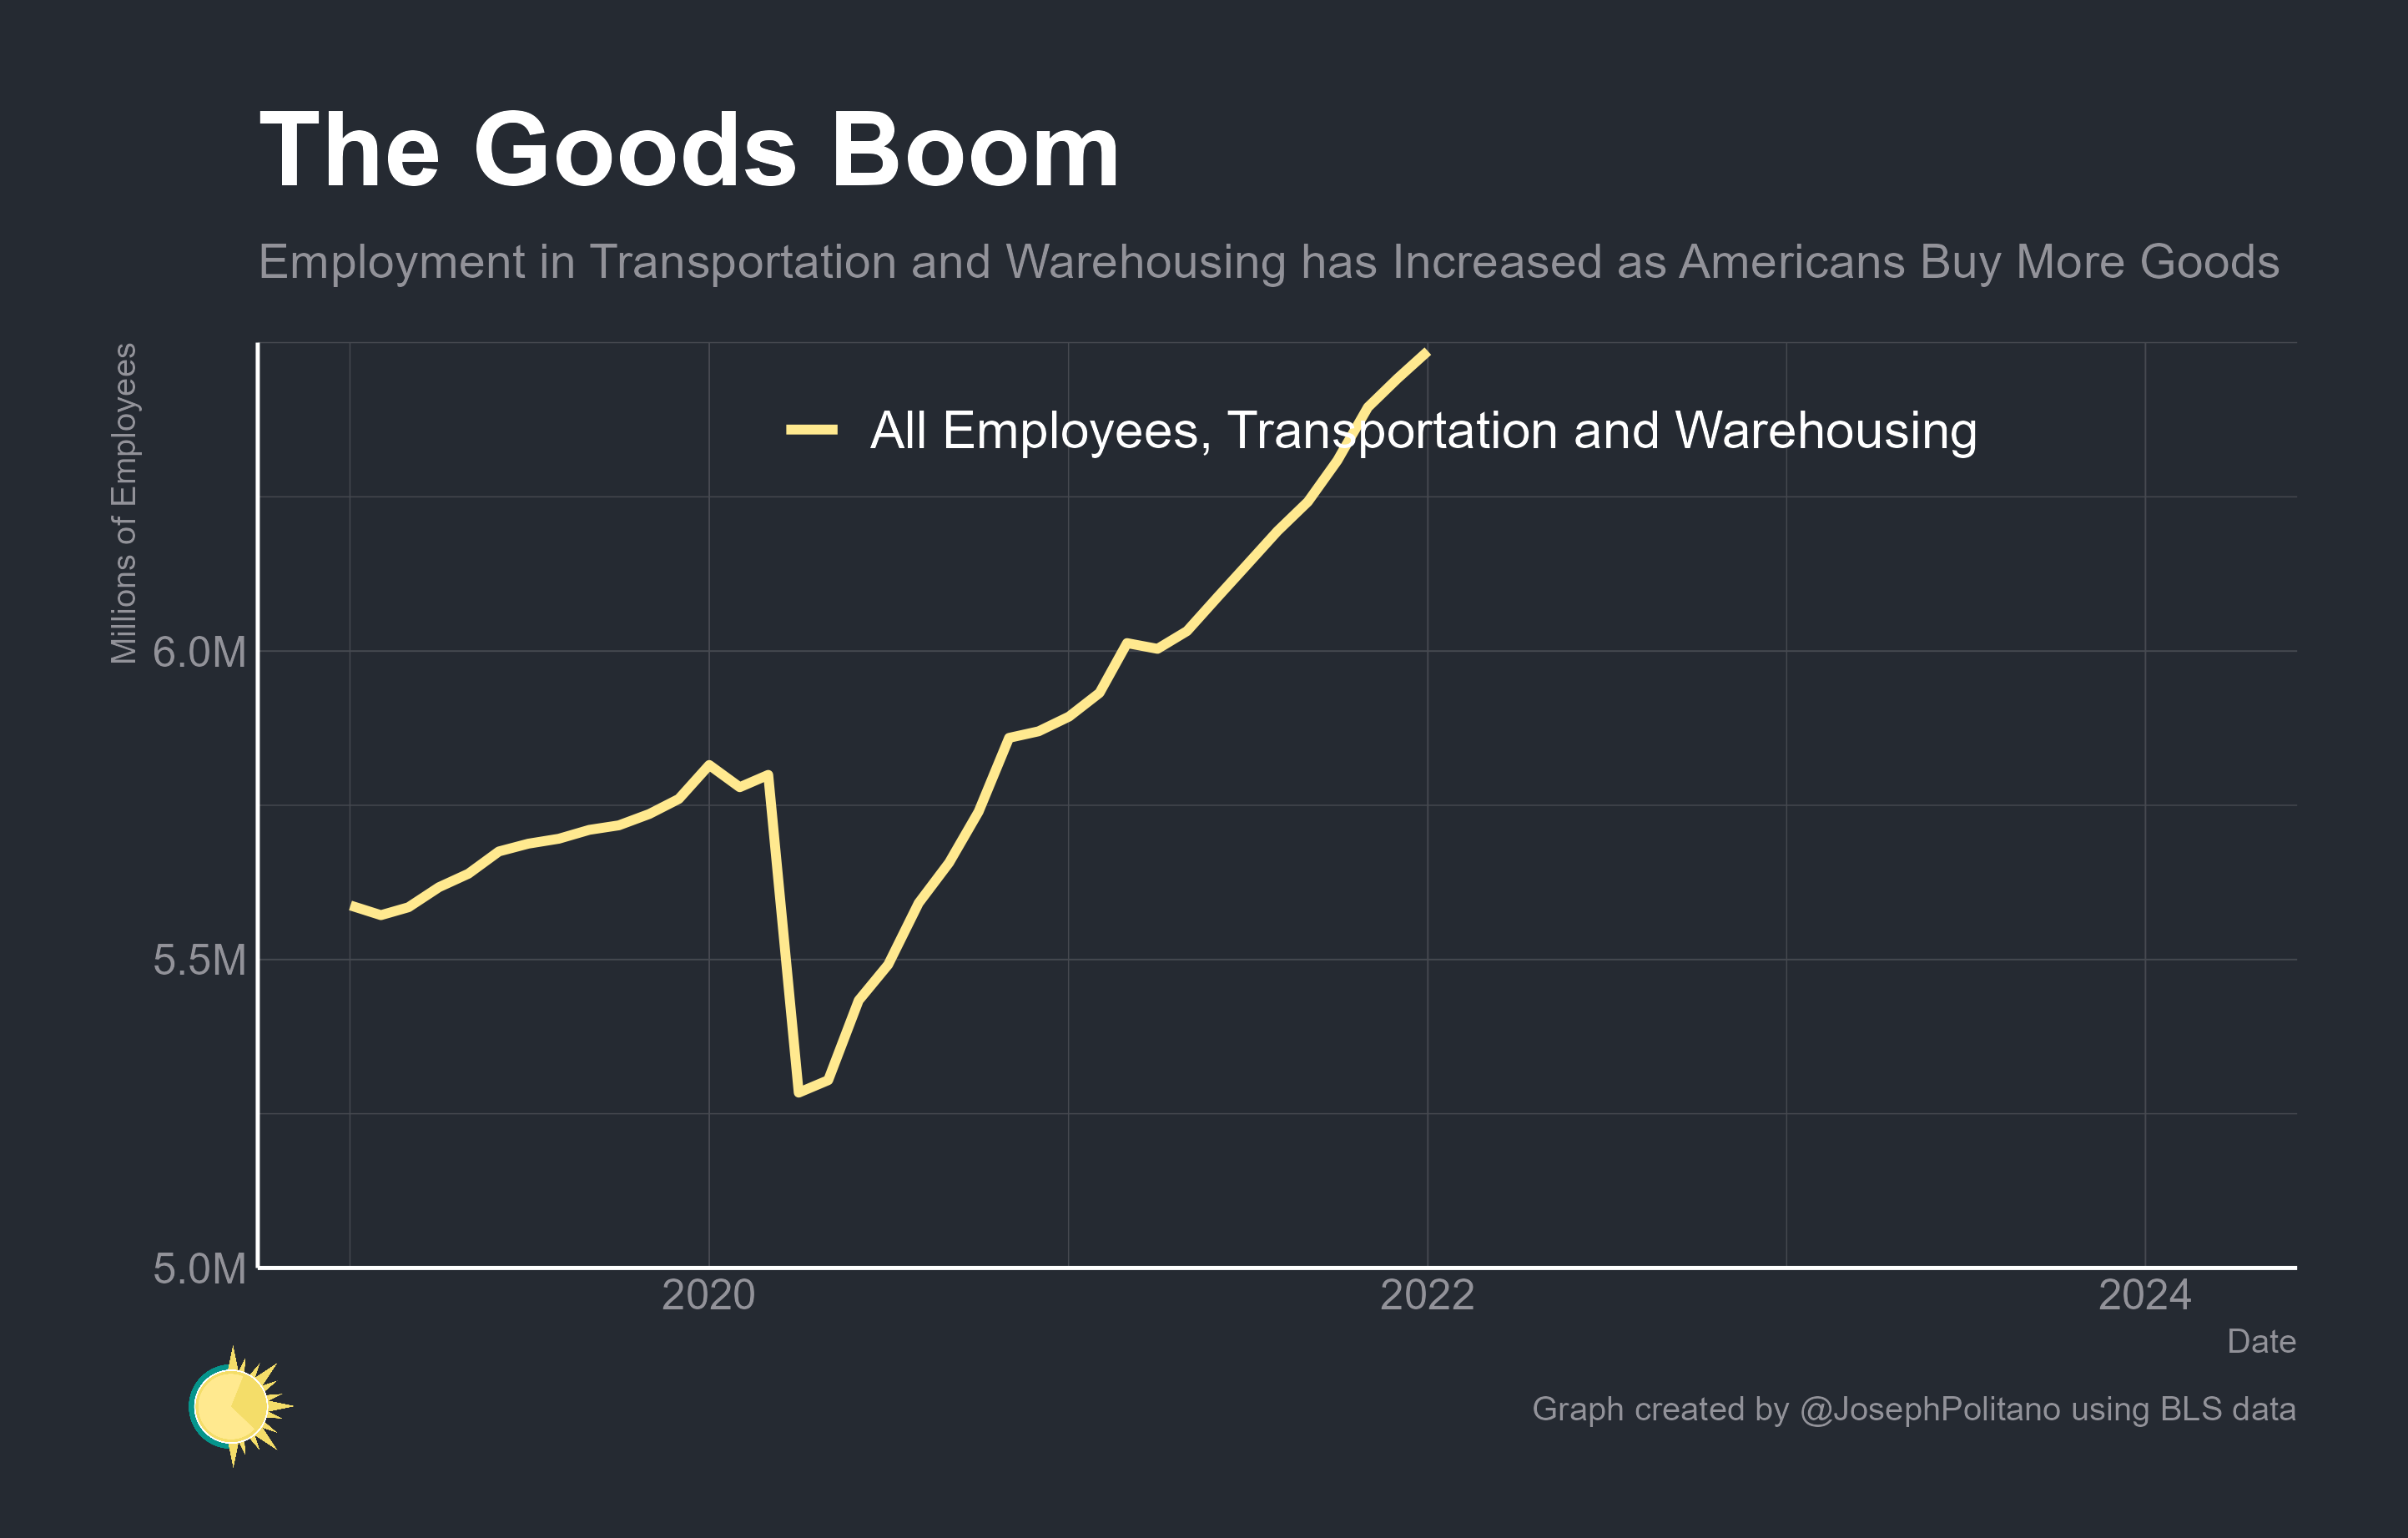 The Goods Boom
Employment in Transportation and Warehousing has Increased as Americans Buy More Goods
Millions of Employees
All Employees, Transportation and Warehousing
6.0M
5.5M
5.0M
2020
2022
2024
Date
Graph created by @JosephPolitano using BLS data